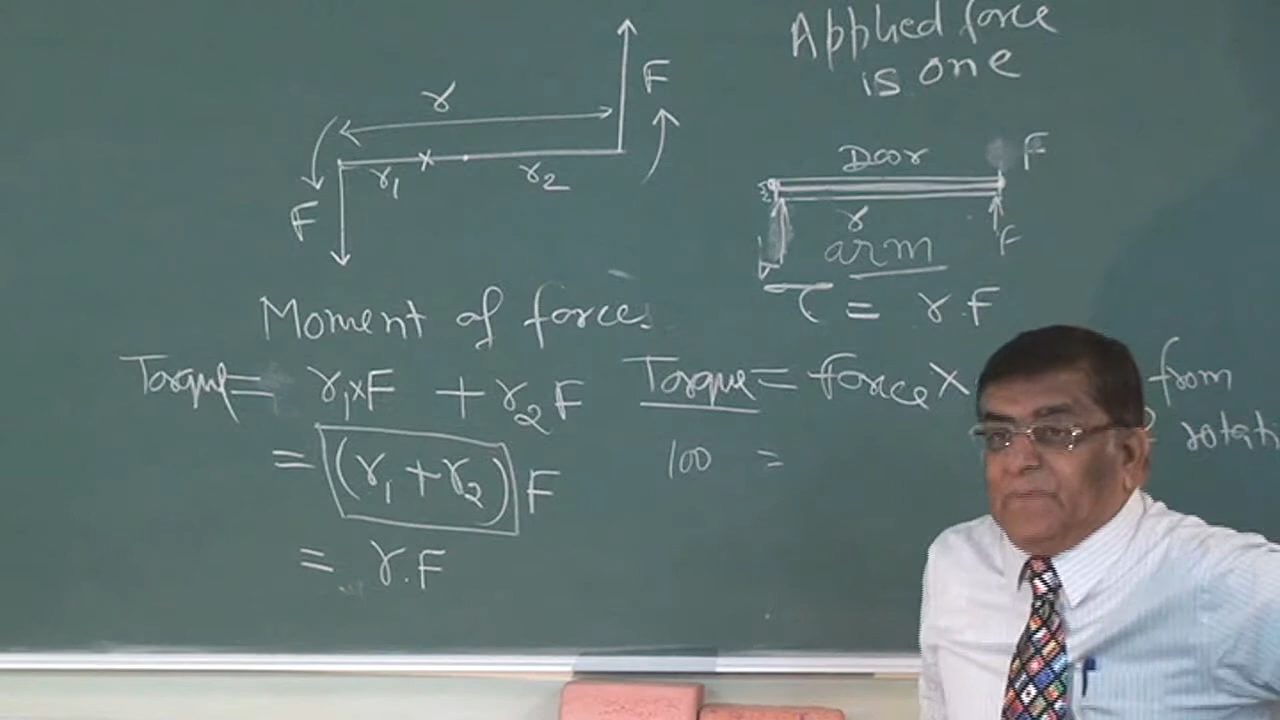 Applied force
is one
r
F
r₁ r₂
F
Door F
r F
arm
τ = r.F
Moment of force.
Torque = r₁×F + r₂F
= (r₁ + r₂) F
= r.F
Torque = force × from
100 =